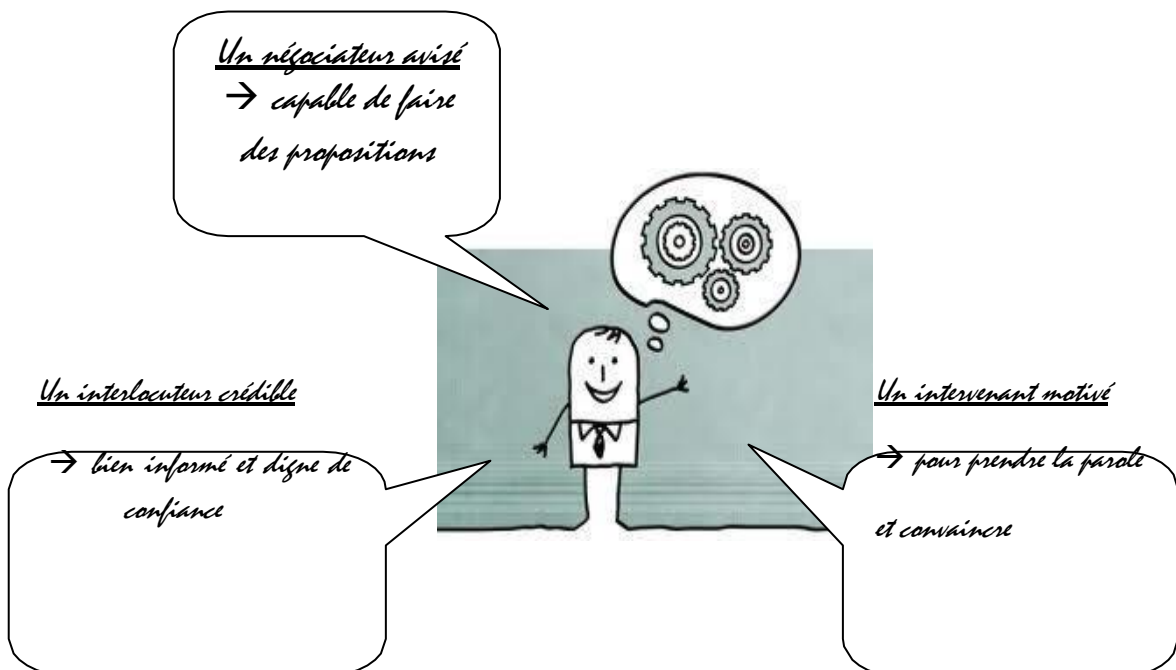 Un négociateur avisé
→ capable de faire
des propositions
Un interlocuteur crédible
→ bien informé et digne de
confiance
Un intervenant motivé
→ pour prendre la parole
et convaincre